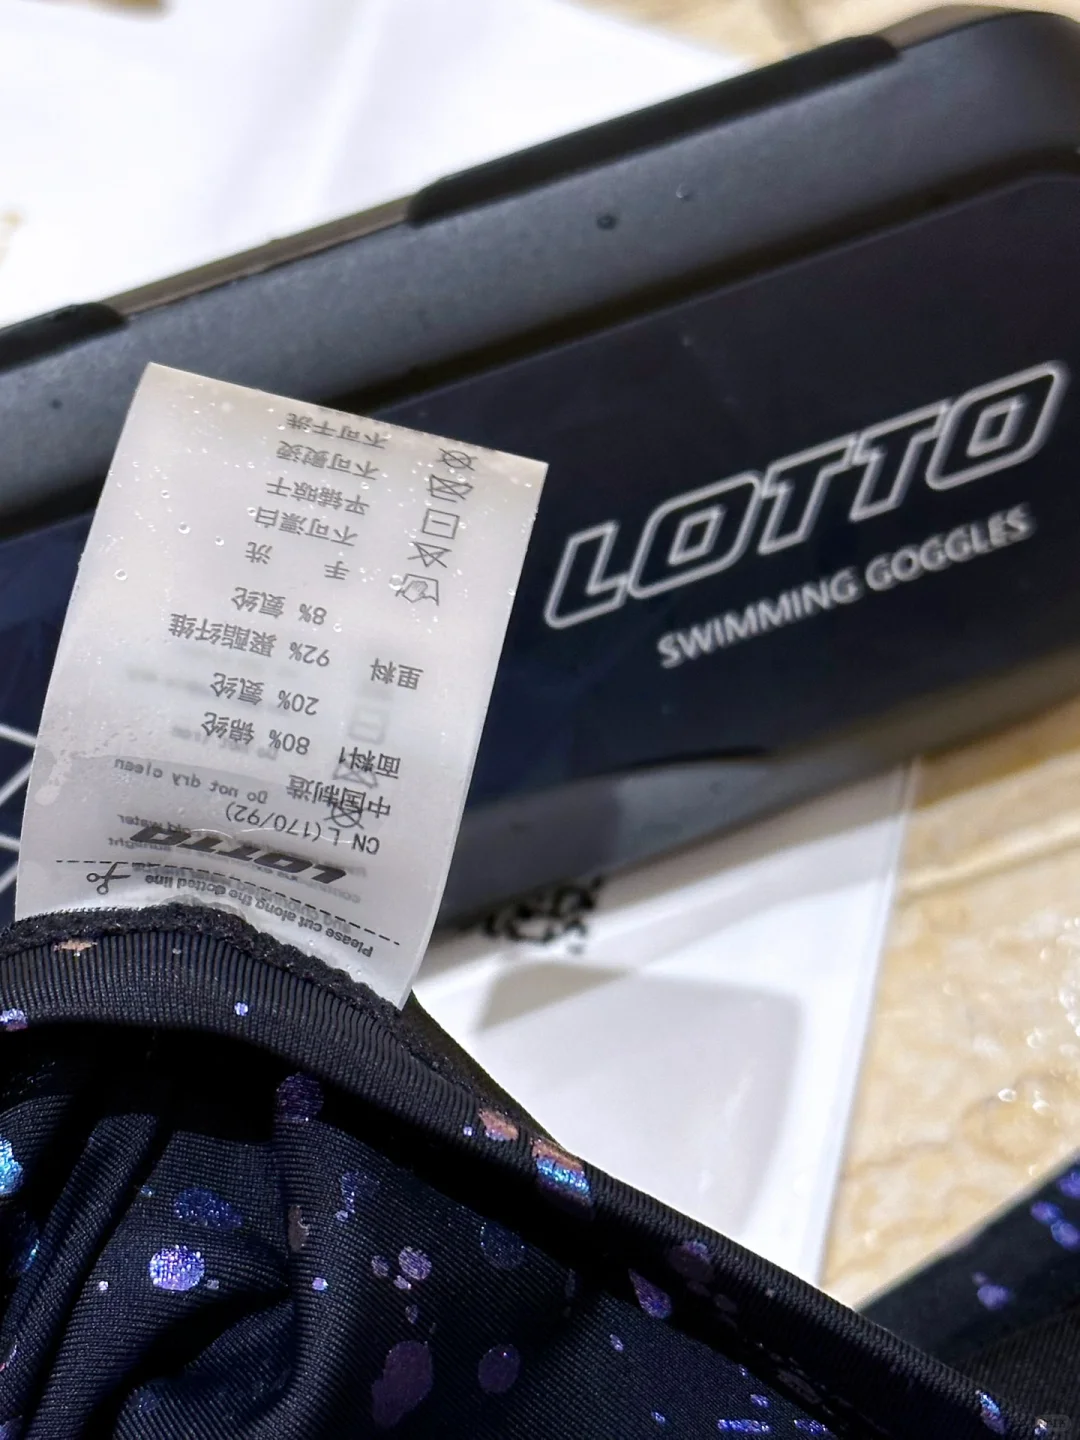 LOTTO
SWIMMING GOGGLES
Please cut along the dotted line
LOTTO
CN L(170/92)
中国制造
面料1 80% 锦纶
20% 氨纶
里料 92% 聚酯纤维
8% 氨纶
手 洗
不可漂白
平铺晾干
不可熨烫
不可干洗
Do not dry clean